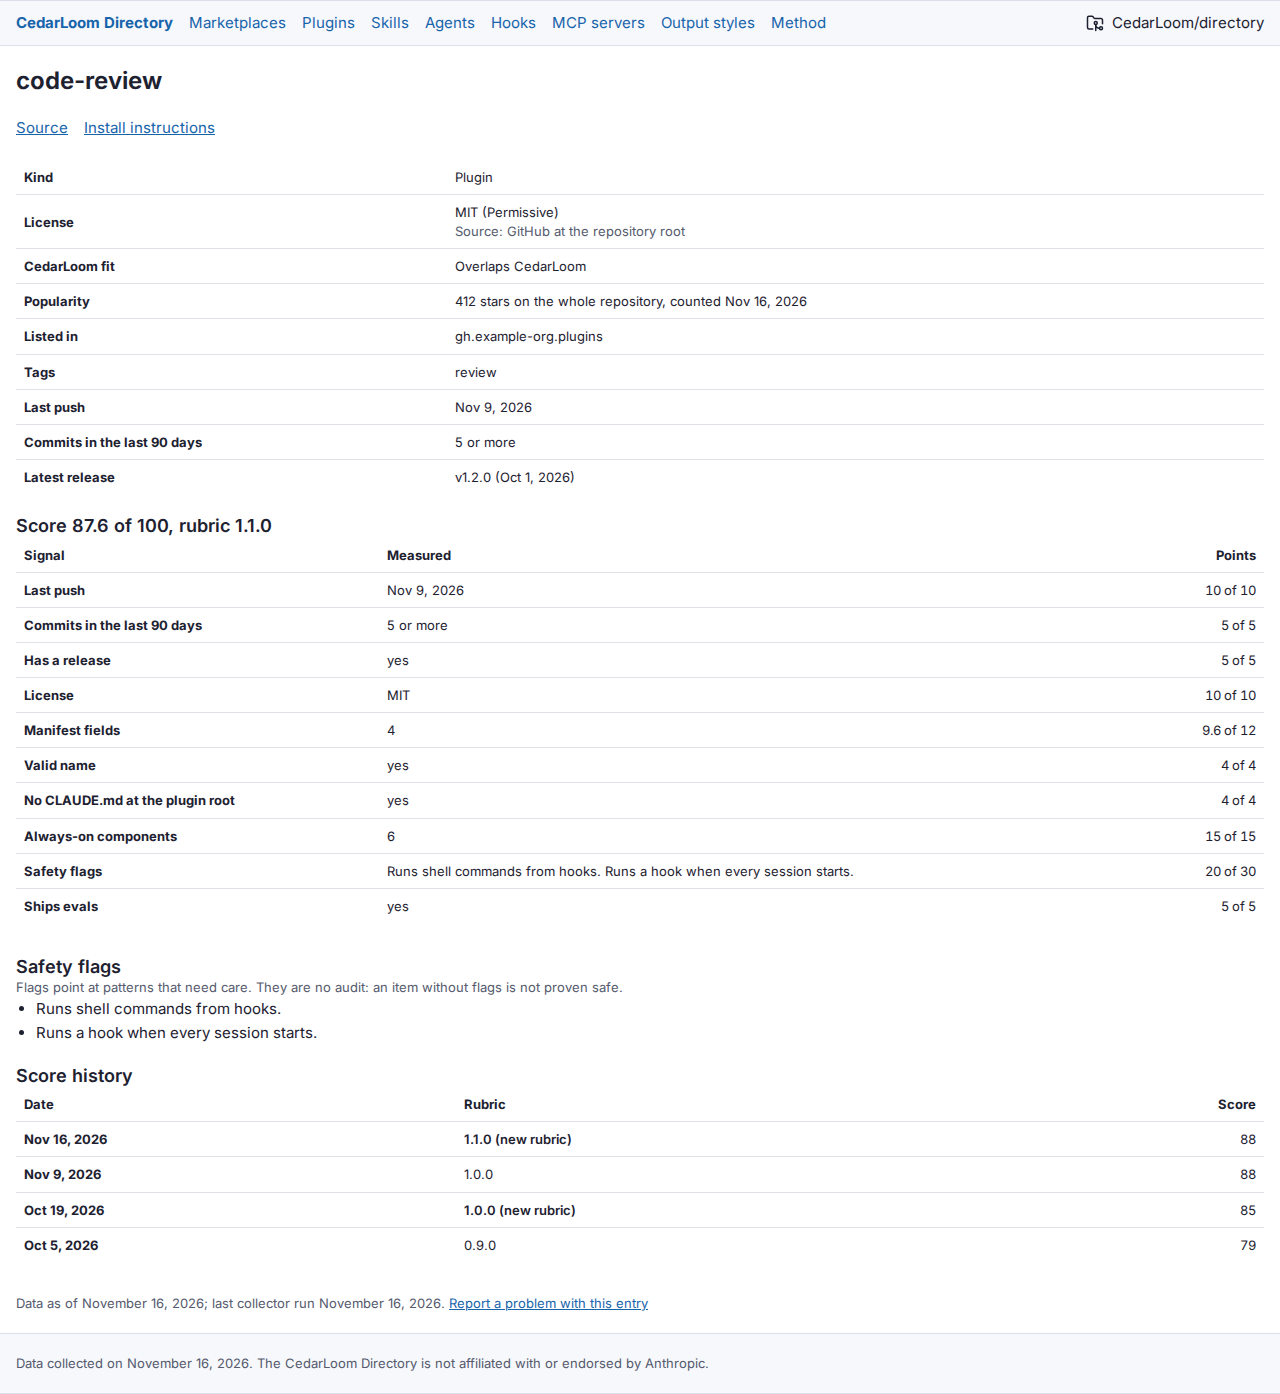 CedarLoom Directory Marketplaces Plugins Skills Agents Hooks MCP servers Output styles Method CedarLoom/directory
code-review
Source Install instructions
Kind Plugin
License MIT (Permissive)
Source: GitHub at the repository root
CedarLoom fit Overlaps CedarLoom
Popularity 412 stars on the whole repository, counted Nov 16, 2026
Listed in gh.example-org.plugins
Tags review
Last push Nov 9, 2026
Commits in the last 90 days 5 or more
Latest release v1.2.0 (Oct 1, 2026)
Score 87.6 of 100, rubric 1.1.0
Signal Measured Points
Last push Nov 9, 2026 10 of 10
Commits in the last 90 days 5 or more 5 of 5
Has a release yes 5 of 5
License MIT 10 of 10
Manifest fields 4 9.6 of 12
Valid name yes 4 of 4
No CLAUDE.md at the plugin root yes 4 of 4
Always-on components 6 15 of 15
Safety flags Runs shell commands from hooks. Runs a hook when every session starts. 20 of 30
Ships evals yes 5 of 5
Safety flags
Flags point at patterns that need care. They are no audit: an item without flags is not proven safe.
• Runs shell commands from hooks.
• Runs a hook when every session starts.
Score history
Date Rubric Score
Nov 16, 2026 1.1.0 (new rubric) 88
Nov 9, 2026 1.0.0 88
Oct 19, 2026 1.0.0 (new rubric) 85
Oct 5, 2026 0.9.0 79
Data as of November 16, 2026; last collector run November 16, 2026. Report a problem with this entry
Data collected on November 16, 2026. The CedarLoom Directory is not affiliated with or endorsed by Anthropic.